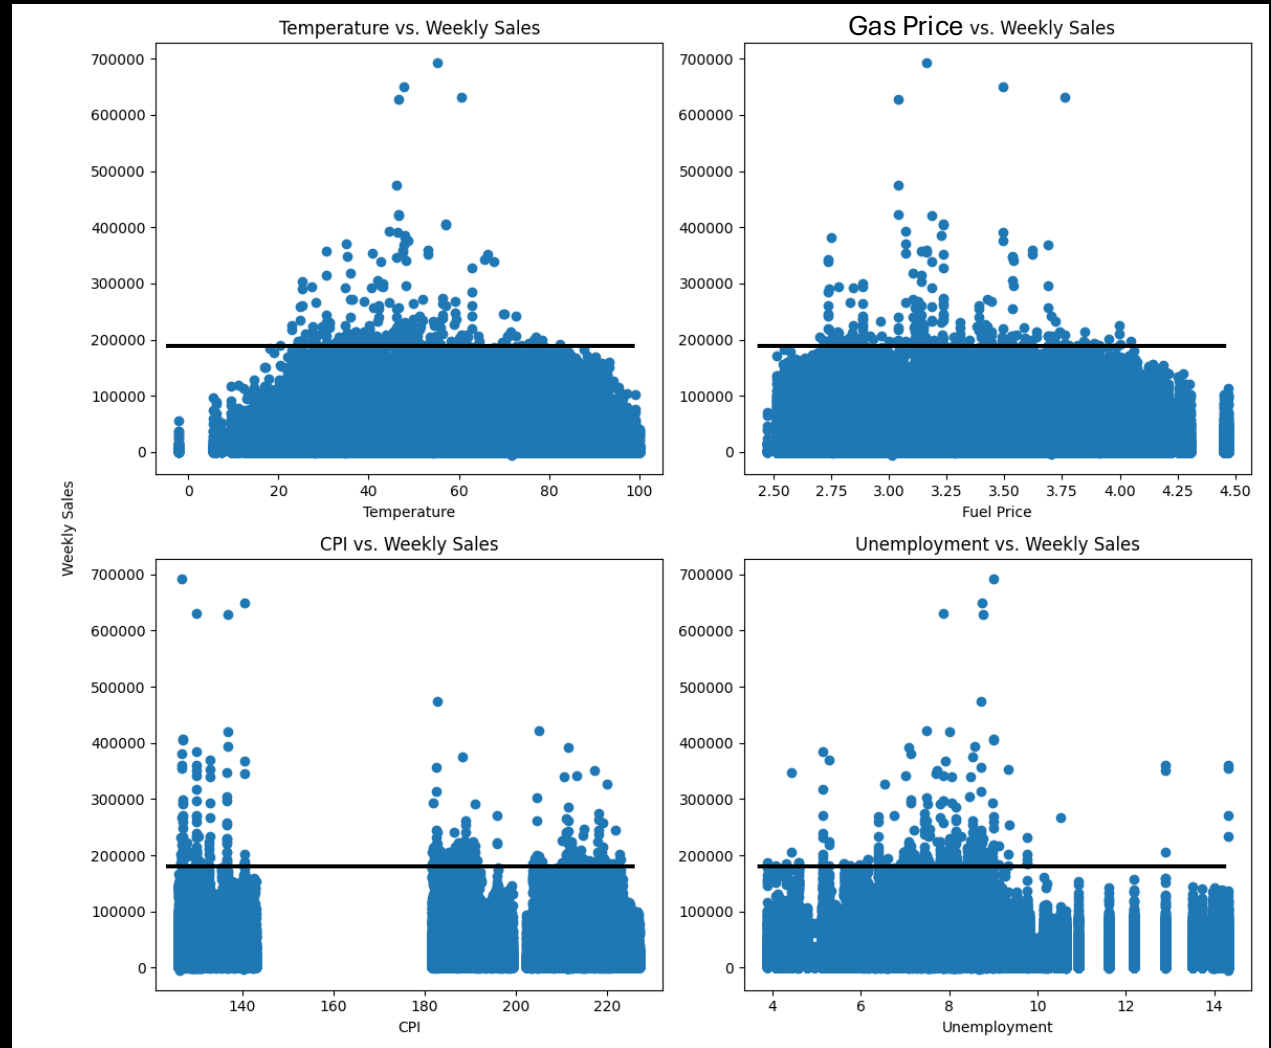 Temperature vs. Weekly Sales
700000
600000
500000
400000
300000
200000
100000
0
0 20 40 60 80 100
Temperature
Gas Price vs. Weekly Sales
700000
600000
500000
400000
300000
200000
100000
0
2.50 2.75 3.00 3.25 3.50 3.75 4.00 4.25 4.50
Fuel Price
Weekly Sales
CPI vs. Weekly Sales
700000
600000
500000
400000
300000
200000
100000
0
140 160 180 200 220
CPI
Unemployment vs. Weekly Sales
700000
600000
500000
400000
300000
200000
100000
0
4 6 8 10 12 14
Unemployment